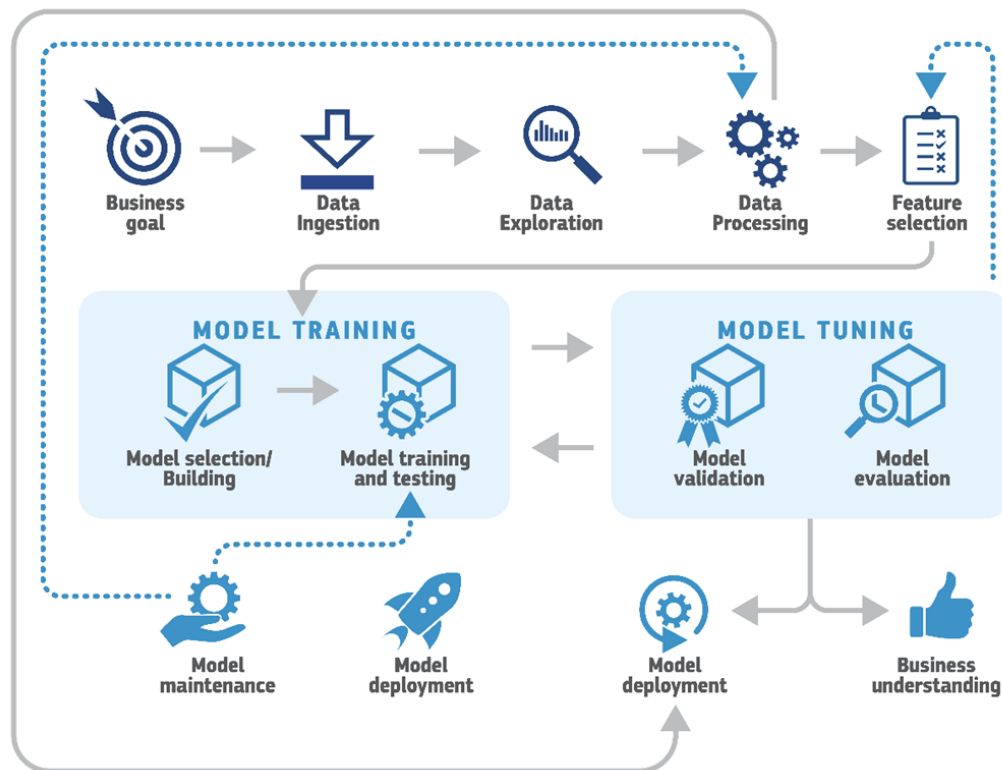 Business
goal
Data
Ingestion
Data
Exploration
Data
Processing
Feature
selection
MODEL TRAINING
Model selection/
Building
Model training
and testing
MODEL TUNING
Model
validation
Model
evaluation
Model
maintenance
Model
deployment
Model
deployment
Business
understanding